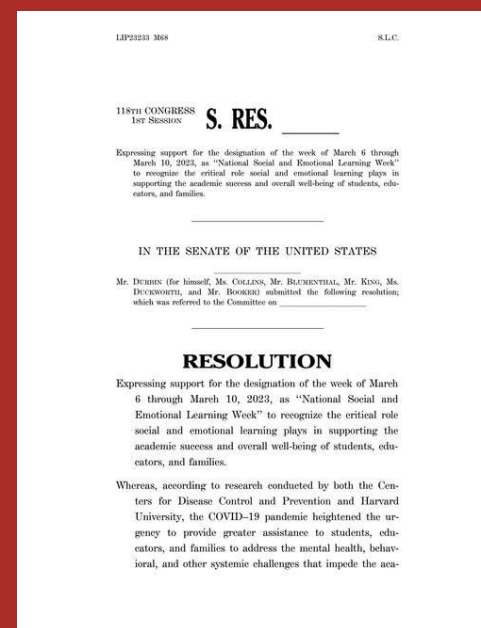 LIP23233 M68 S.L.C.
118TH CONGRESS
1ST SESSION
S. RES. ____
Expressing support for the designation of the week of March 6 through
March 10, 2023, as ‘‘National Social and Emotional Learning Week’’
to recognize the critical role social and emotional learning plays in
supporting the academic success and overall well-being of students, edu-
cators, and families.
IN THE SENATE OF THE UNITED STATES
Mr. DURBIN (for himself, Ms. COLLINS, Mr. BLUMENTHAL, Mr. KING, Ms.
DUCKWORTH, and Mr. BOOKER) submitted the following resolution;
which was referred to the Committee on ____
RESOLUTION
Expressing support for the designation of the week of March
6 through March 10, 2023, as ‘‘National Social and
Emotional Learning Week’’ to recognize the critical role
social and emotional learning plays in supporting the
academic success and overall well-being of students, edu-
cators, and families.
Whereas, according to research conducted by both the Cen-
ters for Disease Control and Prevention and Harvard
University, the COVID–19 pandemic heightened the ur-
gency to provide greater assistance to students, edu-
cators, and families to address the mental health, behav-
ioral, and other systemic challenges that impede the aca-